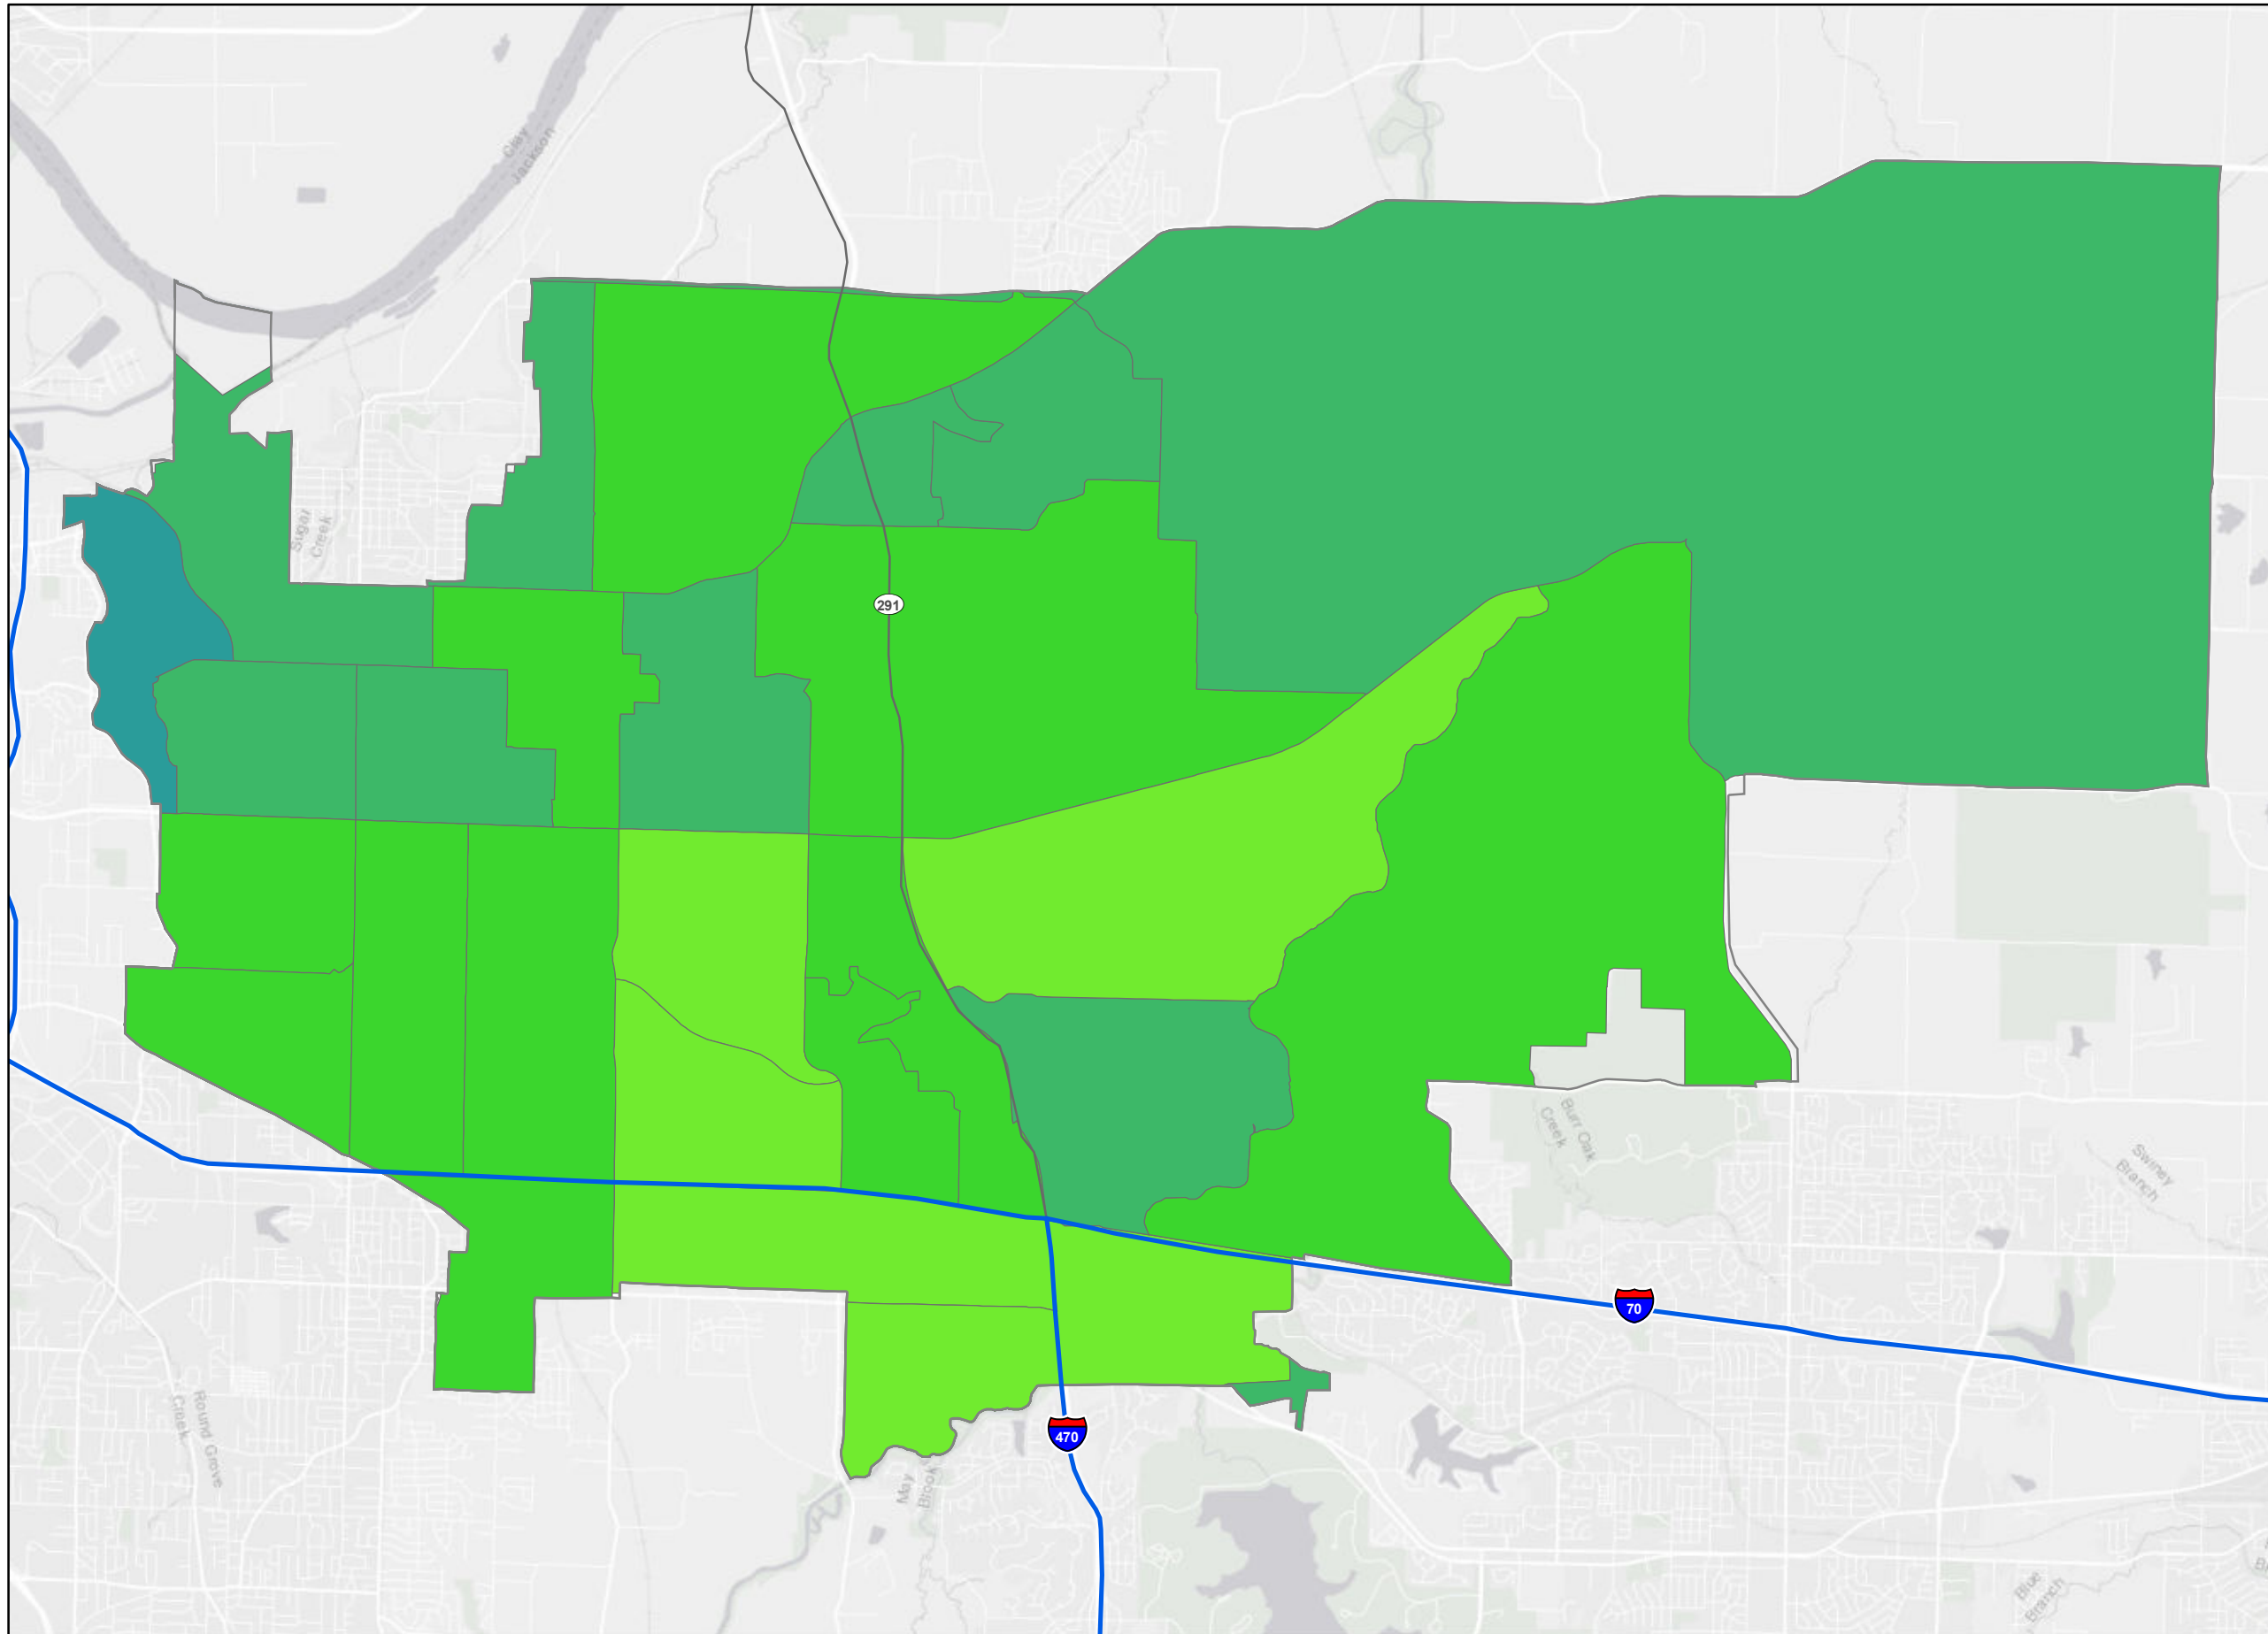 Clay
Jackson
Sugar
Creek
291
Burr Oak
Creek
Swiney
Branch
70
Round Grove
Creek
470
May
Brook
Blue
Branch